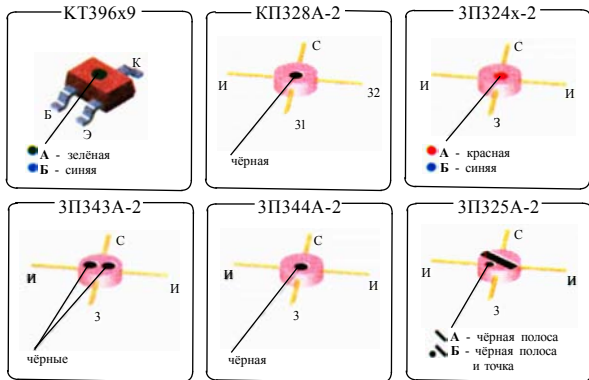 КТ396х9
К
Б
Э
А - зелёная
Б - синяя
КП328А-2
С
И
32
31
чёрная
3П324х-2
С
И
И
З
А - красная
Б - синяя
3П343А-2
С
И
И
З
чёрные
3П344А-2
С
И
И
З
чёрная
3П325А-2
С
И
И
З
А - чёрная полоса
Б - чёрная полоса
и точка